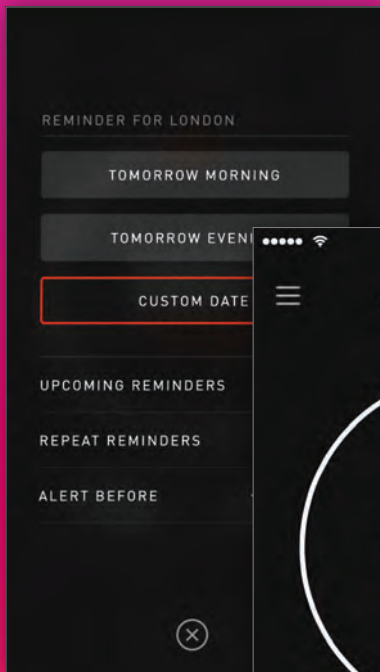 REMINDER FOR LONDON
TOMORROW MORNING
TOMORROW EVENI
CUSTOM DATE
UPCOMING REMINDERS
REPEAT REMINDERS
ALERT BEFORE